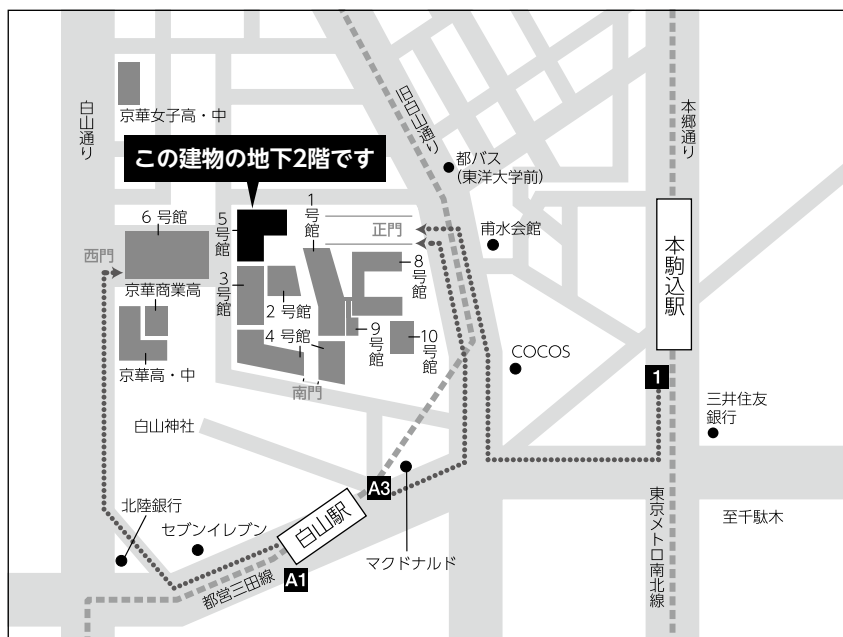 白山通り
京華女子高・中
旧白山通り
本郷通り
この建物の地下2階です
都バス
(東洋大学前)
6 号館
5号館
1号館
正門
甫水会館
本駒込駅
西門
京華商業高
3号館
2 号館
8号館
4 号館
9号館
10号館
京華高・中
南門
COCOS
1
三井住友
銀行
白山神社
A3
北陸銀行
セブンイレブン
白山駅
マクドナルド
至千駄木
都営三田線
A1
東京メトロ南北線